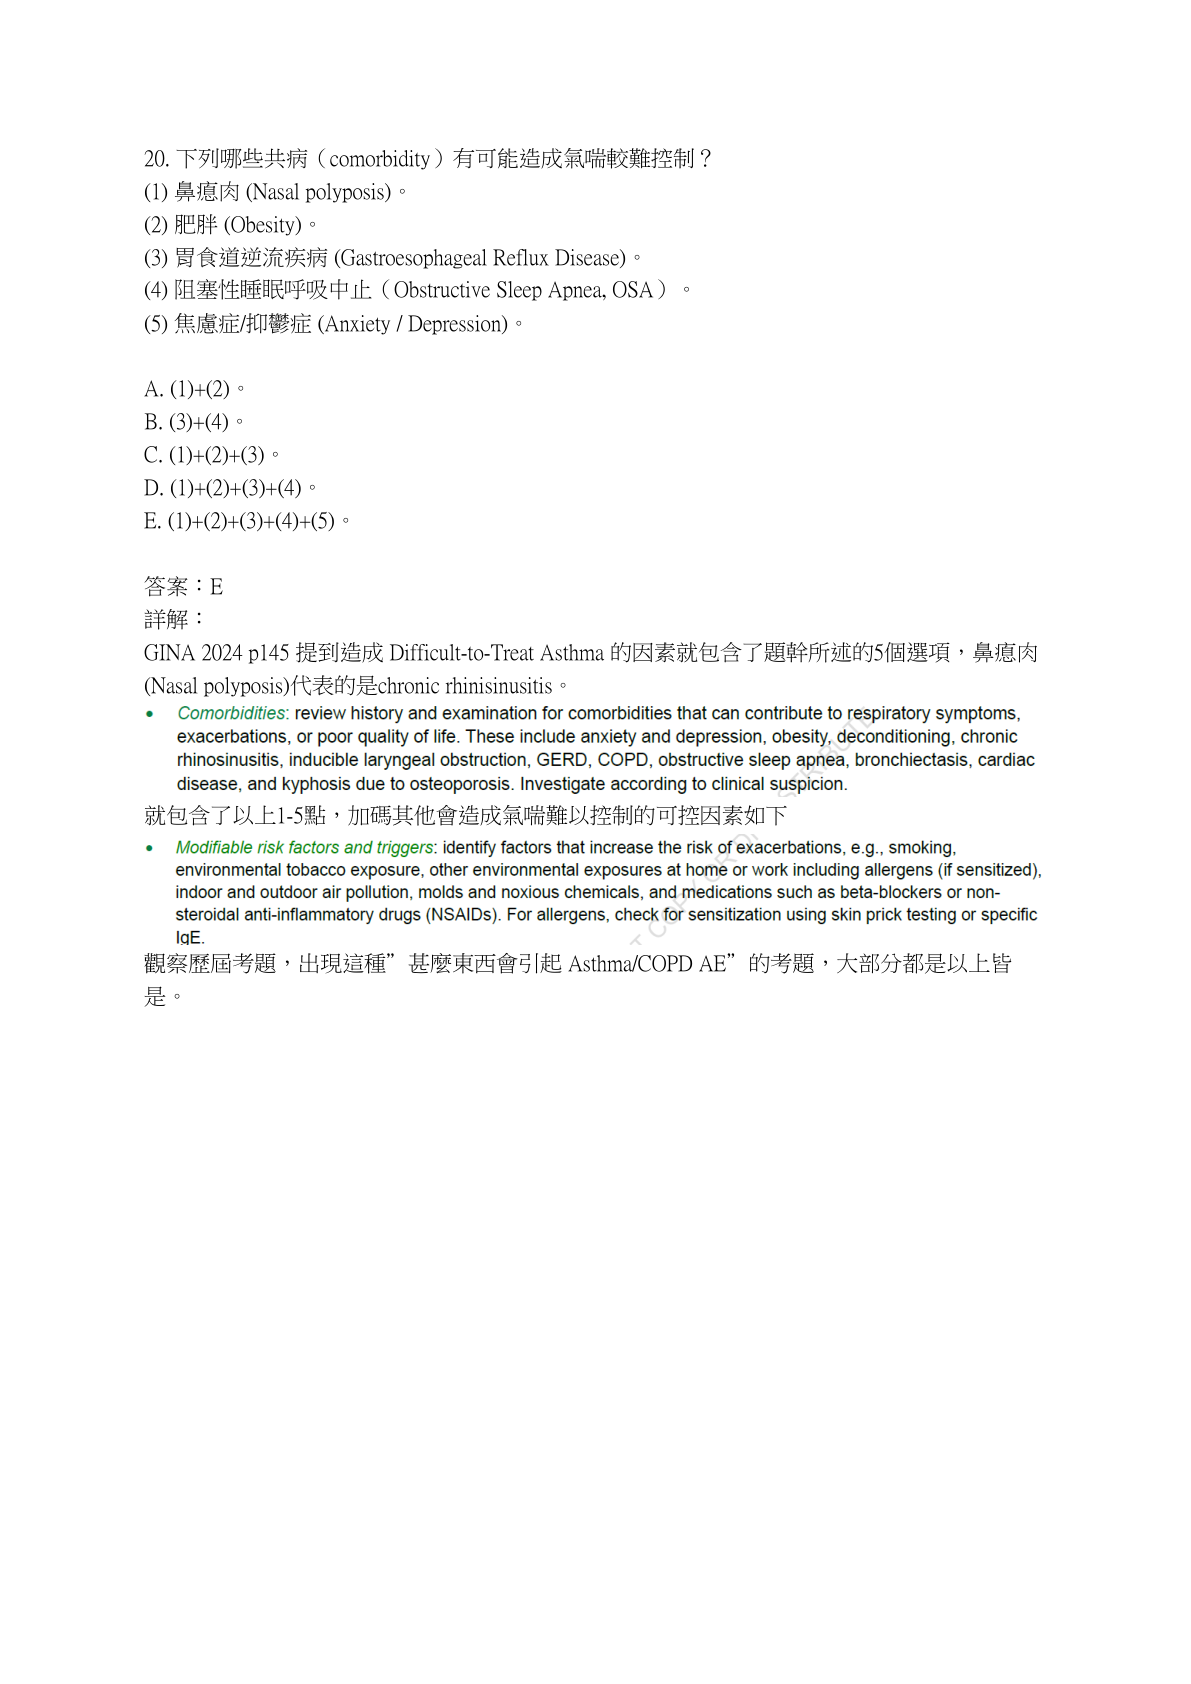 20. 下列哪些共病（comorbidity）有可能造成氣喘較難控制？
(1) 鼻瘜肉 (Nasal polyposis)。
(2) 肥胖 (Obesity)。
(3) 胃食道逆流疾病 (Gastroesophageal Reflux Disease)。
(4) 阻塞性睡眠呼吸中止（Obstructive Sleep Apnea, OSA）。
(5) 焦慮症/抑鬱症 (Anxiety / Depression)。
A. (1)+(2)。
B. (3)+(4)。
C. (1)+(2)+(3)。
D. (1)+(2)+(3)+(4)。
E. (1)+(2)+(3)+(4)+(5)。
答案：E
詳解：
GINA 2024 p145 提到造成 Difficult-to-Treat Asthma 的因素就包含了題幹所述的5個選項，鼻瘜肉
(Nasal polyposis)代表的是chronic rhinisinusitis。
• Comorbidities: review history and examination for comorbidities that can contribute to respiratory symptoms,
exacerbations, or poor quality of life. These include anxiety and depression, obesity, deconditioning, chronic
rhinosinusitis, inducible laryngeal obstruction, GERD, COPD, obstructive sleep apnea, bronchiectasis, cardiac
disease, and kyphosis due to osteoporosis. Investigate according to clinical suspicion.
就包含了以上1-5點，加碼其他會造成氣喘難以控制的可控因素如下
• Modifiable risk factors and triggers: identify factors that increase the risk of exacerbations, e.g., smoking,
environmental tobacco exposure, other environmental exposures at home or work including allergens (if sensitized),
indoor and outdoor air pollution, molds and noxious chemicals, and medications such as beta-blockers or non-
steroidal anti-inflammatory drugs (NSAIDs). For allergens, check for sensitization using skin prick testing or specific
IgE.
觀察歷屆考題，出現這種”甚麼東西會引起 Asthma/COPD AE”的考題，大部分都是以上皆
是。